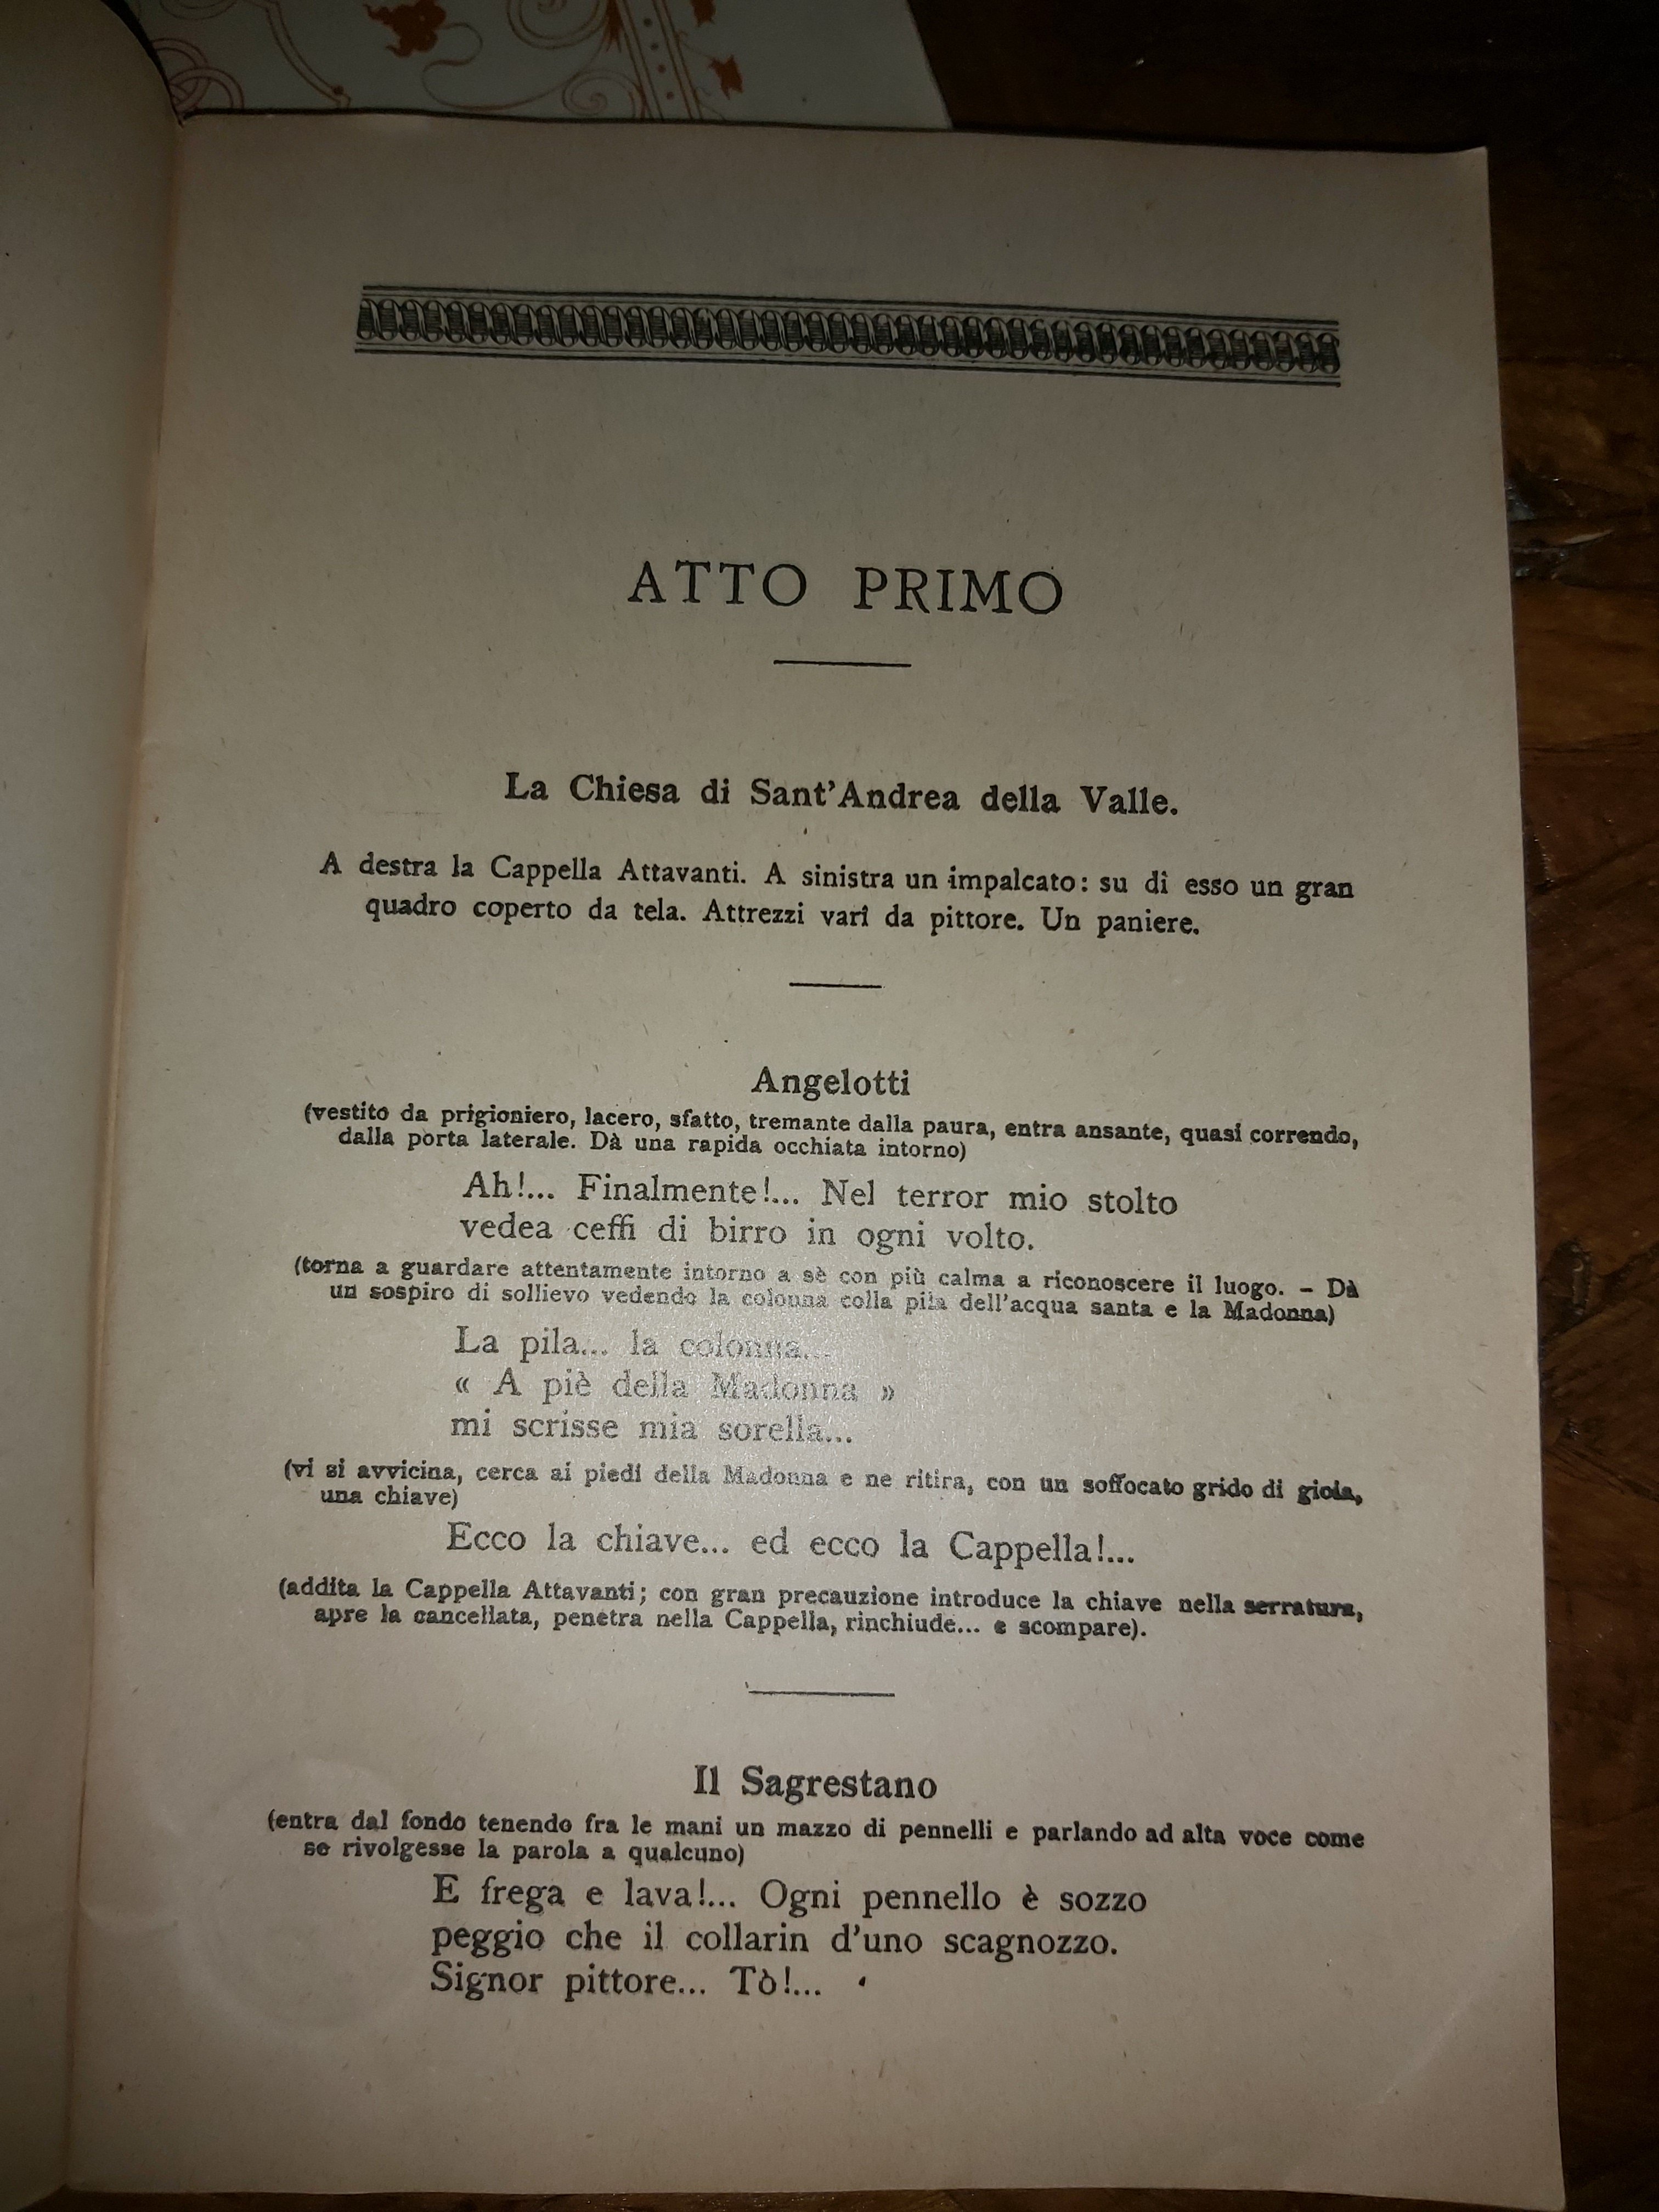 ATTO PRIMO
La Chiesa di Sant'Andrea della Valle.
A destra la Cappella Attavanti. A sinistra un impalcato: su di esso un gran
quadro coperto da tela. Attrezzi varî da pittore. Un paniere.
Angelotti
(vestito da prigioniero, lacero, sfatto, tremante dalla paura, entra ansante, quasi correndo,
dalla porta laterale. Dà una rapida occhiata intorno)
Ah!... Finalmente!... Nel terror mio stolto
vedea ceffi di birro in ogni volto.
(torna a guardare attentamente intorno a sè con più calma a riconoscere il luogo. – Dà
un sospiro di sollievo vedendo la colonna colla pila dell'acqua santa e la Madonna)
La pila... la colonna...
« A piè della Madonna »
mi scrisse mia sorella...
(vi si avvicina, cerca ai piedi della Madonna e ne ritira, con un soffocato grido di gioia,
una chiave)
Ecco la chiave... ed ecco la Cappella!...
(addita la Cappella Attavanti; con gran precauzione introduce la chiave nella serratura,
apre la cancellata, penetra nella Cappella, rinchiude... e scompare).
Il Sagrestano
(entra dal fondo tenendo fra le mani un mazzo di pennelli e parlando ad alta voce come
se rivolgesse la parola a qualcuno)
E frega e lava!... Ogni pennello è sozzo
peggio che il collarin d'uno scagnozzo.
Signor pittore... Tò!...